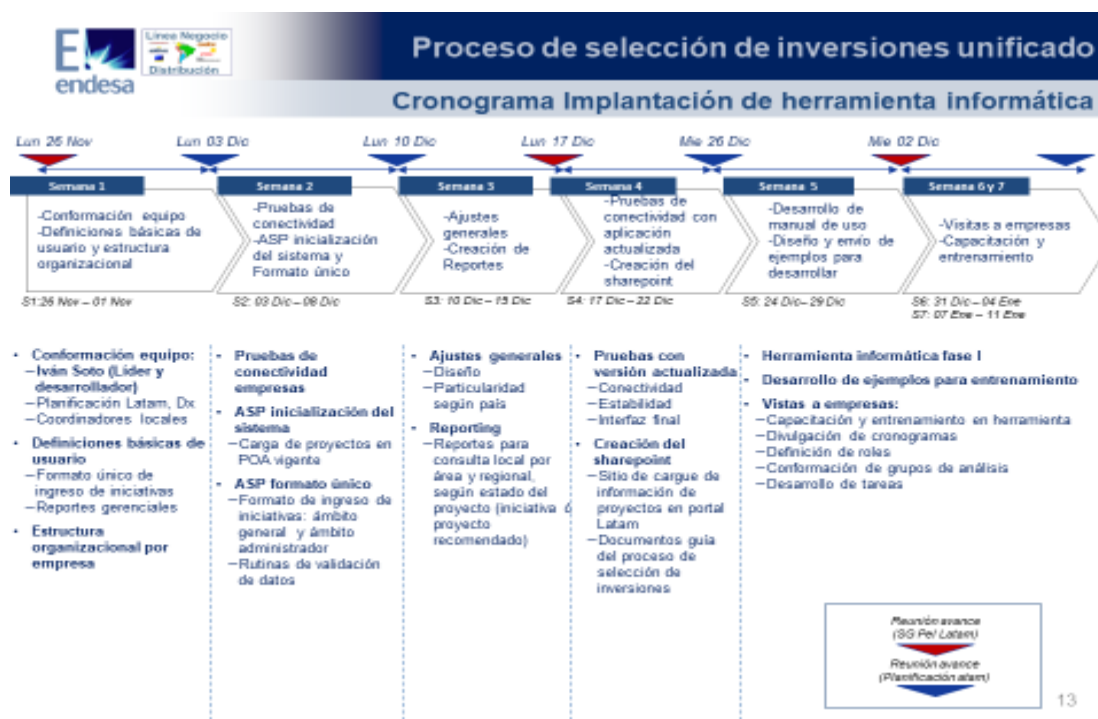 endesa
Línea Negocio
Distribución
Proceso de selección de inversiones unificado
Cronograma Implantación de herramienta informática
Lun 26 Nov
Lun 03 Dic
Lun 10 Dic
Lun 17 Dic
Mie 26 Dic
Mie 02 Dic
Semana 1
-Conformación equipo
-Definiciones básicas de
usuario y estructura
organizacional
S1:26 Nov – 01 Nov
Semana 2
-Pruebas de
conectividad
-ASP inicialización
del sistema y
Formato único
S2: 03 Dic – 08 Dic
Semana 3
-Ajustes
generales
-Creación de
Reportes
S3: 10 Dic – 15 Dic
Semana 4
-Pruebas de
conectividad con
aplicación
actualizada
-Creación del
sharepoint
S4: 17 Dic – 22 Dic
Semana 5
-Desarrollo de
manual de uso
-Diseño y envío de
ejemplos para
desarrollar
S5: 24 Dic– 29 Dic
Semana 6 y 7
-Visitas a empresas
-Capacitación y
entrenamiento
S6: 31 Dic – 04 Ene
S7: 07 Ene – 11 Ene
• Conformación equipo:
–Iván Soto (Líder y
desarrollador)
–Planificación Latam, Dx
–Coordinadores locales
• Definiciones básicas de
usuario
–Formato único de
ingreso de iniciativas
–Reportes gerenciales
• Estructura
organizacional por
empresa
• Pruebas de
conectividad
empresas
• ASP inicialización del
sistema
–Carga de proyectos en
POA vigente
• ASP formato único
–Formato de ingreso de
iniciativas: ámbito
general y ámbito
administrador
–Rutinas de validación
de datos
• Ajustes generales
–Diseño
–Particularidad
según país
• Reporting
–Reportes para
consulta local por
área y regional,
según estado del
proyecto (iniciativa ó
proyecto
recomendado)
• Pruebas con
versión actualizada
–Conectividad
–Estabilidad
–Interfaz final
• Creación del
sharepoint
–Sitio de cargue de
información de
proyectos en portal
Latam
–Documentos guía
del proceso de
selección de
inversiones
• Herramienta informática fase I
• Desarrollo de ejemplos para entrenamiento
• Vistas a empresas:
–Capacitación y entrenamiento en herramienta
–Divulgación de cronogramas
–Definición de roles
–Conformación de grupos de análisis
–Desarrollo de tareas
Reunión avance
(SG Pel Latam)
Reunión avance
(Planificación atam)
13